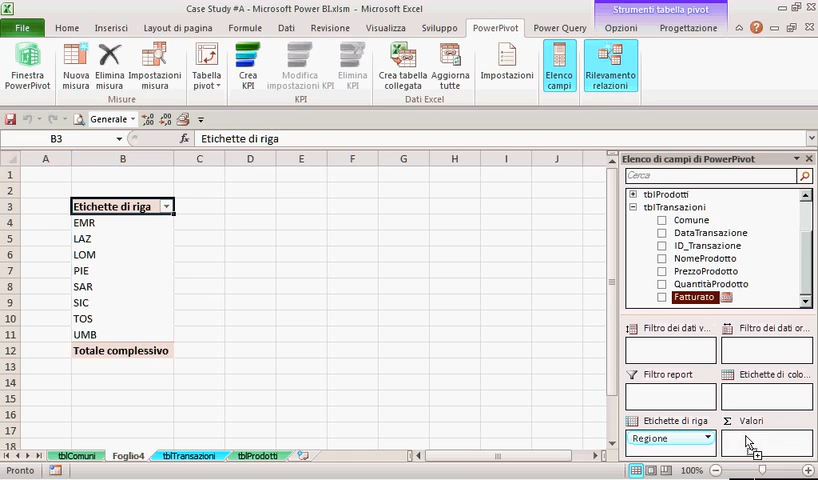 Case Study #A - Microsoft Power BI.xlsm - Microsoft Excel
Strumenti tabella pivot
File Home Inserisci Layout di pagina Formule Dati Revisione Visualizza Sviluppo PowerPivot Power Query Opzioni Progettazione
Finestra PowerPivot
Nuova misura
Elimina misura
Impostazioni misura
Misure
Tabella pivot
Crea KPI
Modifica impostazioni KPI
Elimina KPI
KPI
Crea tabella collegata
Aggiorna tutte
Dati Excel
Impostazioni
Elenco campi
Rilevamento relazioni
Generale
B3 fx Etichette di riga
A B C D E F G H I J
1
2
3 Etichette di riga
4 EMR
5 LAZ
6 LOM
7 PIE
8 SAR
9 SIC
10 TOS
11 UMB
12 Totale complessivo
13
14
15
16
17
18
Elenco di campi di PowerPivot
Cerca
tblProdotti
tblTransazioni
Comune
DataTransazione
ID_Transazione
NomeProdotto
PrezzoProdotto
QuantitàProdotto
Fatturato
Filtro dei dati v... Filtro dei dati or...
Filtro report Etichette di colo...
Etichette di riga Σ Valori
Regione
tblComuni Foglio4 tblTransazioni tblProdotti
Pronto 100%